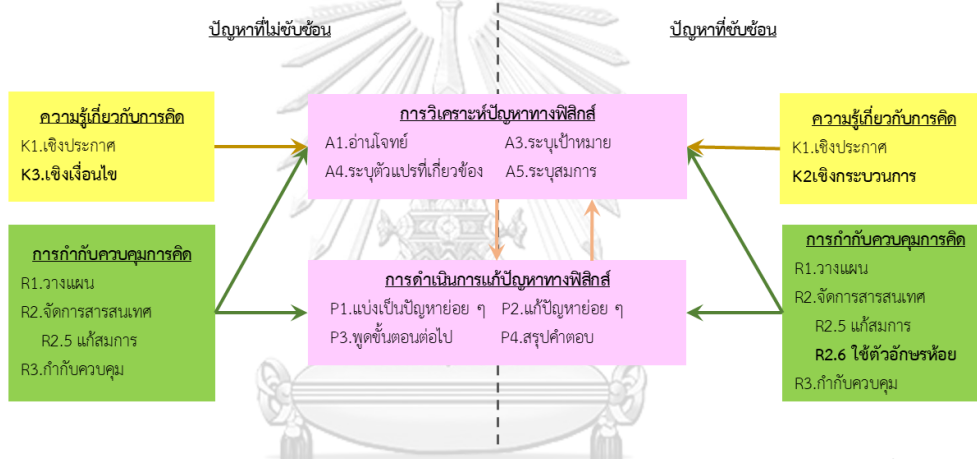 ปัญหาที่ไม่ซับซ้อน
ปัญหาที่ซับซ้อน
ความรู้เกี่ยวกับการคิด
K1.เชิงประกาศ
K3.เชิงเงื่อนไข
การกำกับควบคุมการคิด
R1.วางแผน
R2.จัดการสารสนเทศ
R2.5 แก้สมการ
R3.กำกับควบคุม
การวิเคราะห์ปัญหาทางฟิสิกส์
A1.อ่านโจทย์ A3.ระบุเป้าหมาย
A4.ระบุตัวแปรที่เกี่ยวข้อง A5.ระบุสมการ
การดำเนินการแก้ปัญหาทางฟิสิกส์
P1.แบ่งเป็นปัญหาย่อย ๆ P2.แก้ปัญหาย่อย ๆ
P3.พูดขั้นตอนต่อไป P4.สรุปคำตอบ
ความรู้เกี่ยวกับการคิด
K1.เชิงประกาศ
K2เชิงกระบวนการ
การกำกับควบคุมการคิด
R1.วางแผน
R2.จัดการสารสนเทศ
R2.5 แก้สมการ
R2.6 ใช้ตัวอักษรห้อย
R3.กำกับควบคุม